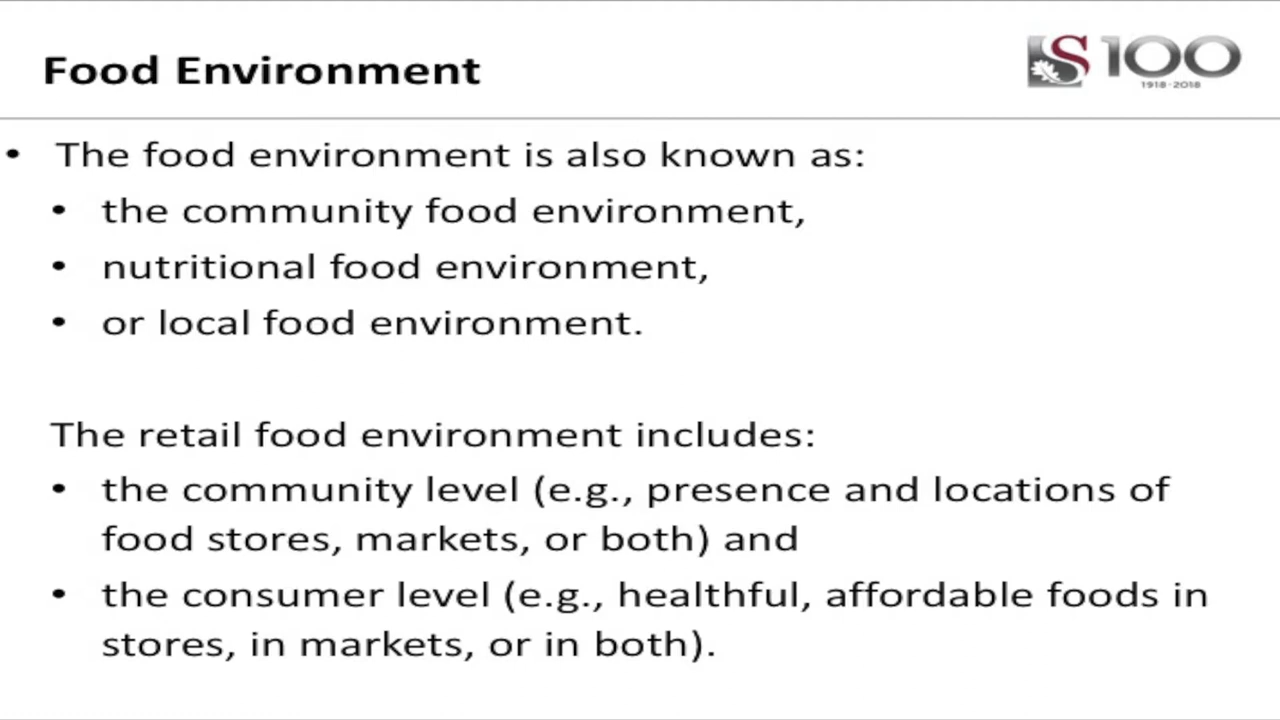 Food Environment
S 100
1918-2018
• The food environment is also known as:
• the community food environment,
• nutritional food environment,
• or local food environment.
The retail food environment includes:
• the community level (e.g., presence and locations of
food stores, markets, or both) and
• the consumer level (e.g., healthful, affordable foods in
stores, in markets, or in both).